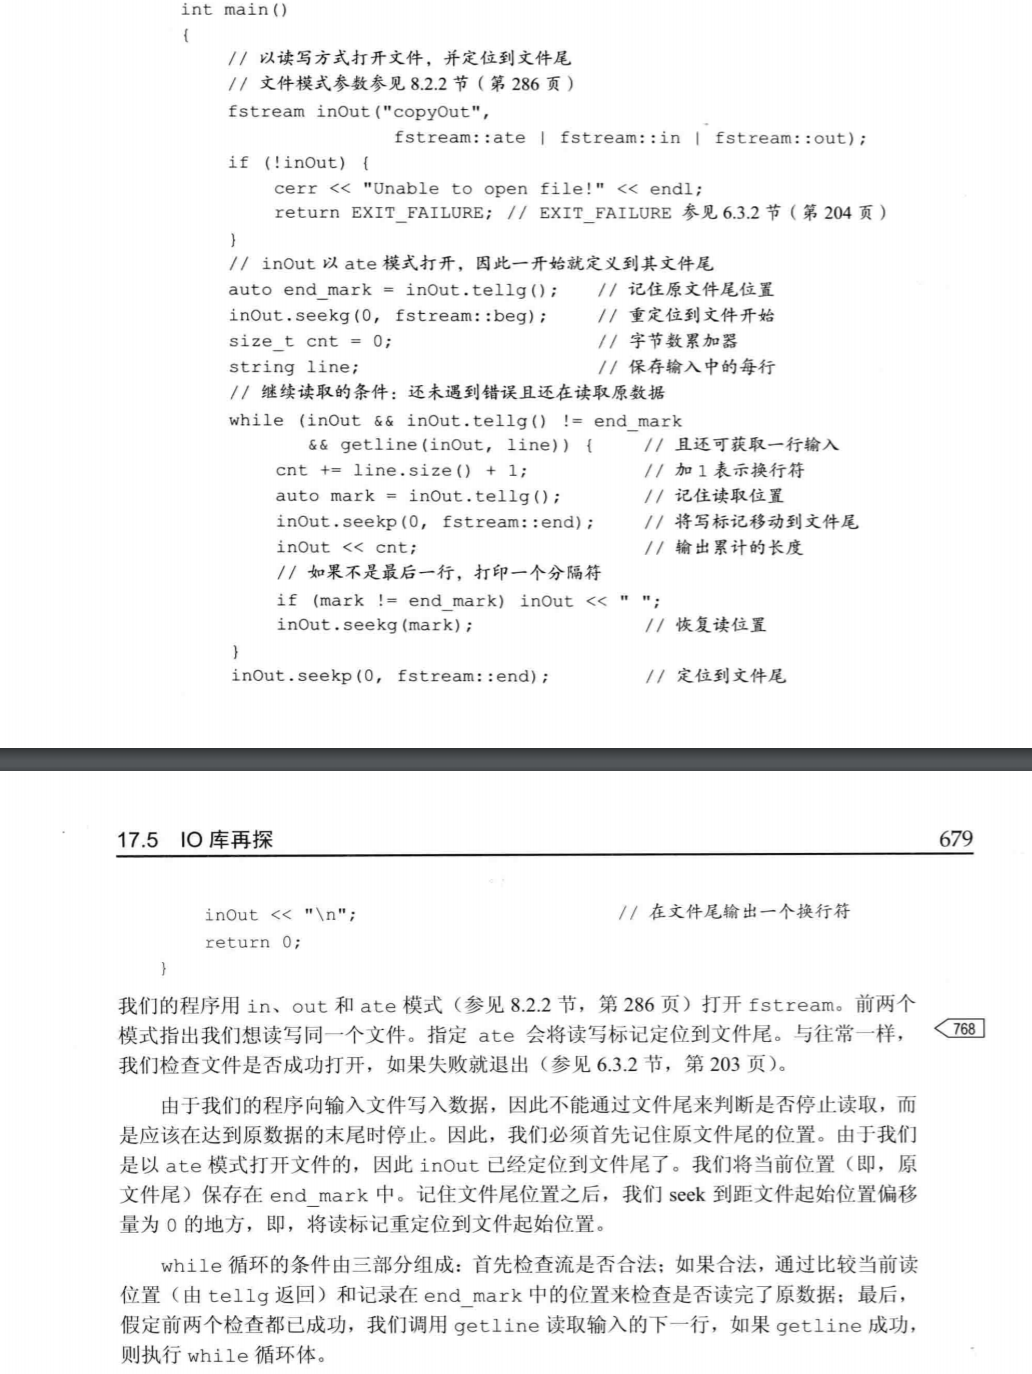 int main()
{
// 以读写方式打开文件，并定位到文件尾
// 文件模式参数参见 8.2.2 节（第 286 页）
fstream inOut("copyOut",
fstream::ate | fstream::in | fstream::out);
if (!inOut) {
cerr << "Unable to open file!" << endl;
return EXIT_FAILURE; // EXIT_FAILURE 参见 6.3.2 节（第 204 页）
}
// inOut 以 ate 模式打开，因此一开始就定义到其文件尾
auto end_mark = inOut.tellg(); // 记住原文件尾位置
inOut.seekg(0, fstream::beg); // 重定位到文件开始
size_t cnt = 0; // 字节数累加器
string line; // 保存输入中的每行
// 继续读取的条件：还未遇到错误且还在读取原数据
while (inOut && inOut.tellg() != end_mark
&& getline(inOut, line)) { // 且还可获取一行输入
cnt += line.size() + 1; // 加 1 表示换行符
auto mark = inOut.tellg(); // 记住读取位置
inOut.seekp(0, fstream::end); // 将写标记移动到文件尾
inOut << cnt; // 输出累计的长度
// 如果不是最后一行，打印一个分隔符
if (mark != end_mark) inOut << " ";
inOut.seekg(mark); // 恢复读位置
}
inOut.seekp(0, fstream::end); // 定位到文件尾
17.5 IO 库再探 679
inOut << "\n"; // 在文件尾输出一个换行符
return 0;
}
我们的程序用 in、out 和 ate 模式（参见 8.2.2 节，第 286 页）打开 fstream。前两个
模式指出我们想读写同一个文件。指定 ate 会将读写标记定位到文件尾。与往常一样，
768
我们检查文件是否成功打开，如果失败就退出（参见 6.3.2 节，第 203 页）。
由于我们的程序向输入文件写入数据，因此不能通过文件尾来判断是否停止读取，而
是应该在达到原数据的末尾时停止。因此，我们必须首先记住原文件尾的位置。由于我们
是以 ate 模式打开文件的，因此 inOut 已经定位到文件尾了。我们将当前位置（即，原
文件尾）保存在 end_mark 中。记住文件尾位置之后，我们 seek 到距文件起始位置偏移
量为 0 的地方，即，将读标记重定位到文件起始位置。
while 循环的条件由三部分组成：首先检查流是否合法；如果合法，通过比较当前读
位置（由 tellg 返回）和记录在 end_mark 中的位置来检查是否读完了原数据；最后，
假定前两个检查都已成功，我们调用 getline 读取输入的下一行，如果 getline 成功，
则执行 while 循环体。